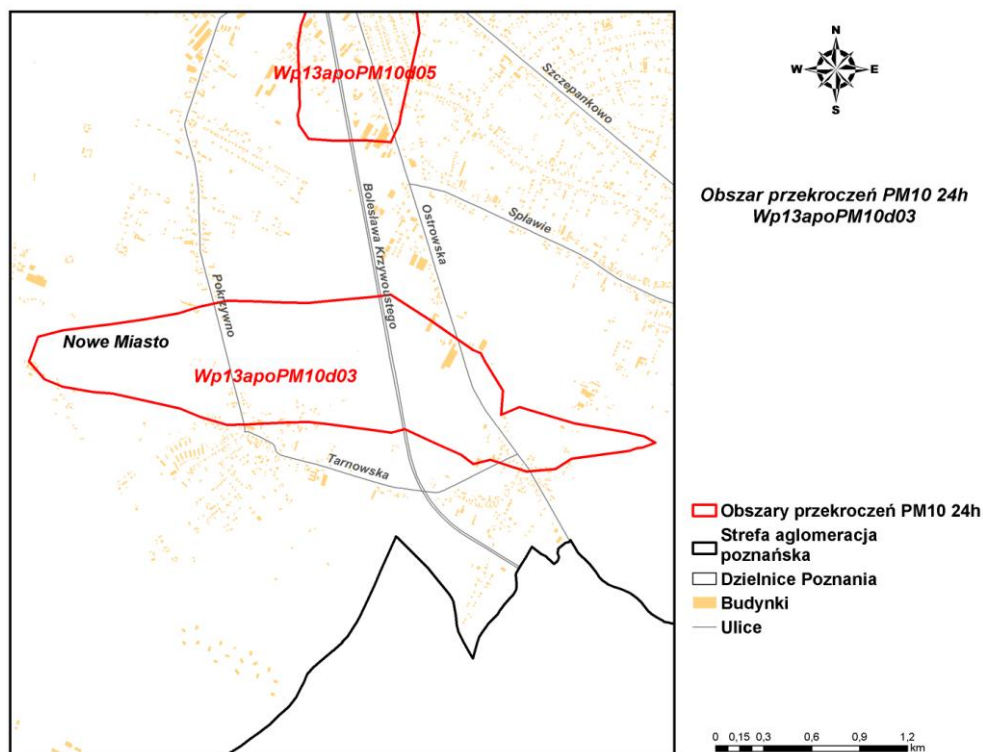 Wp13apoPM10d05
Szczepankowo
Bolesława Krzywoustego
Ostrowska
Spławie
Pokrzywno
Nowe Miasto
Wp13apoPM10d03
Tarnowska
N
W E
S
Obszar przekroczeń PM10 24h
Wp13apoPM10d03
Obszary przekroczeń PM10 24h
Strefa aglomeracja
poznańska
Dzielnice Poznania
Budynki
Ulice
0 0,15 0,3 0,6 0,9 1,2
km